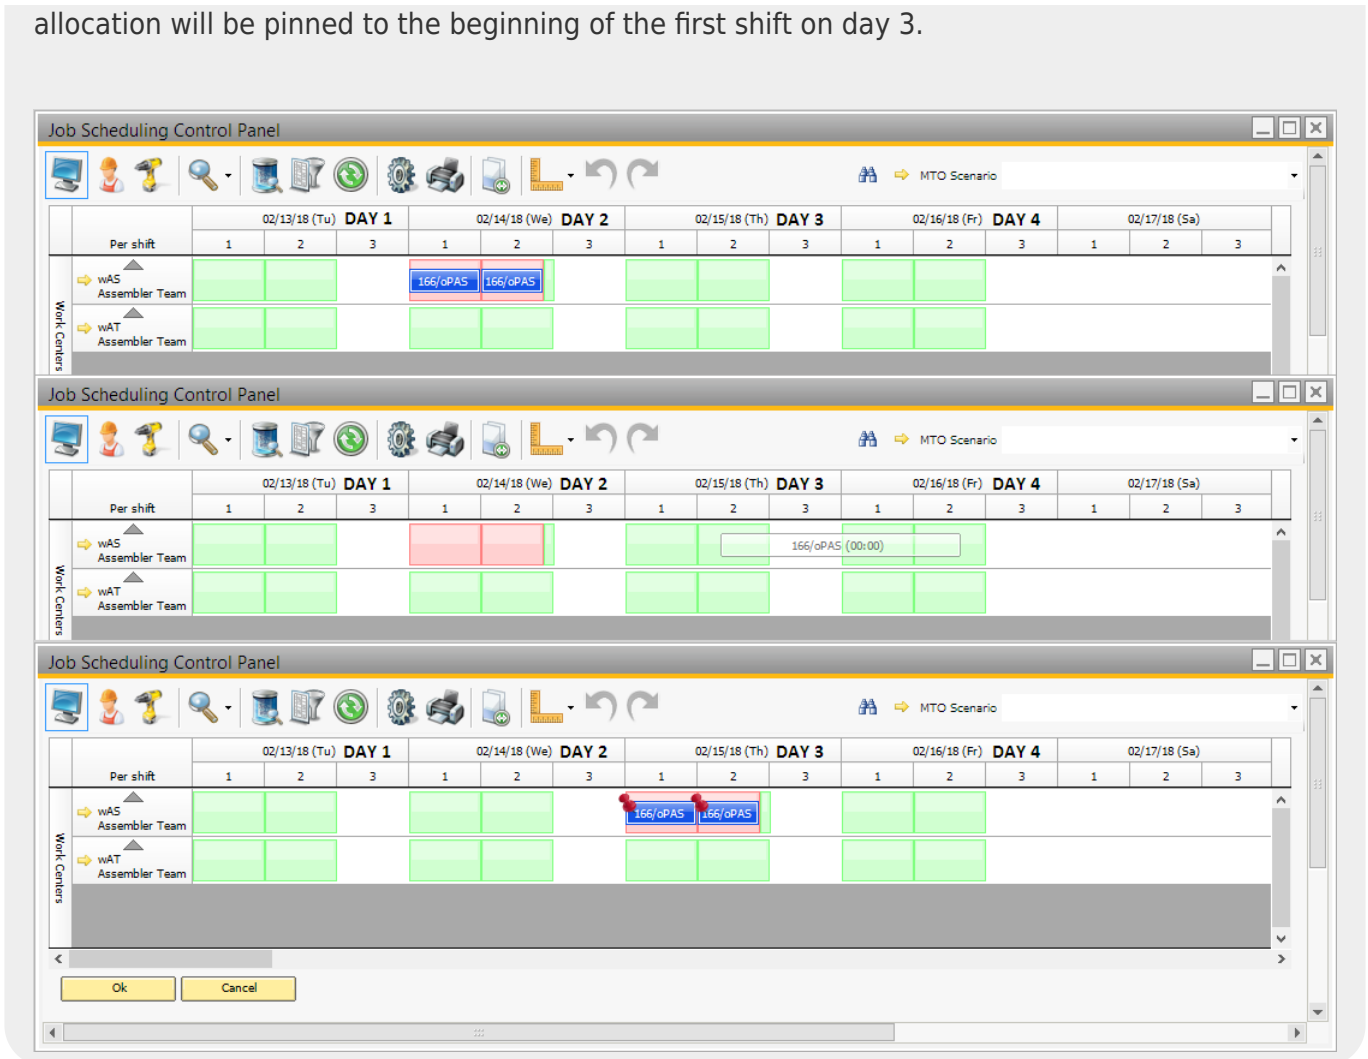 allocation will be pinned to the beginning of the first shift on day 3.
Job Scheduling Control Panel
MTO Scenario
02/13/18 (Tu) DAY 1 02/14/18 (We) DAY 2 02/15/18 (Th) DAY 3 02/16/18 (Fr) DAY 4 02/17/18 (Sa)
Per shift 1 2 3 1 2 3 1 2 3 1 2 3 1 2 3
Work Centers
wAS
Assembler Team
166/oPAS 166/oPAS
wAT
Assembler Team
Job Scheduling Control Panel
MTO Scenario
02/13/18 (Tu) DAY 1 02/14/18 (We) DAY 2 02/15/18 (Th) DAY 3 02/16/18 (Fr) DAY 4 02/17/18 (Sa)
Per shift 1 2 3 1 2 3 1 2 3 1 2 3 1 2 3
Work Centers
wAS
Assembler Team
166/oPAS (00:00)
wAT
Assembler Team
Job Scheduling Control Panel
MTO Scenario
02/13/18 (Tu) DAY 1 02/14/18 (We) DAY 2 02/15/18 (Th) DAY 3 02/16/18 (Fr) DAY 4 02/17/18 (Sa)
Per shift 1 2 3 1 2 3 1 2 3 1 2 3 1 2 3
Work Centers
wAS
Assembler Team
166/oPAS 166/oPAS
wAT
Assembler Team
Ok Cancel